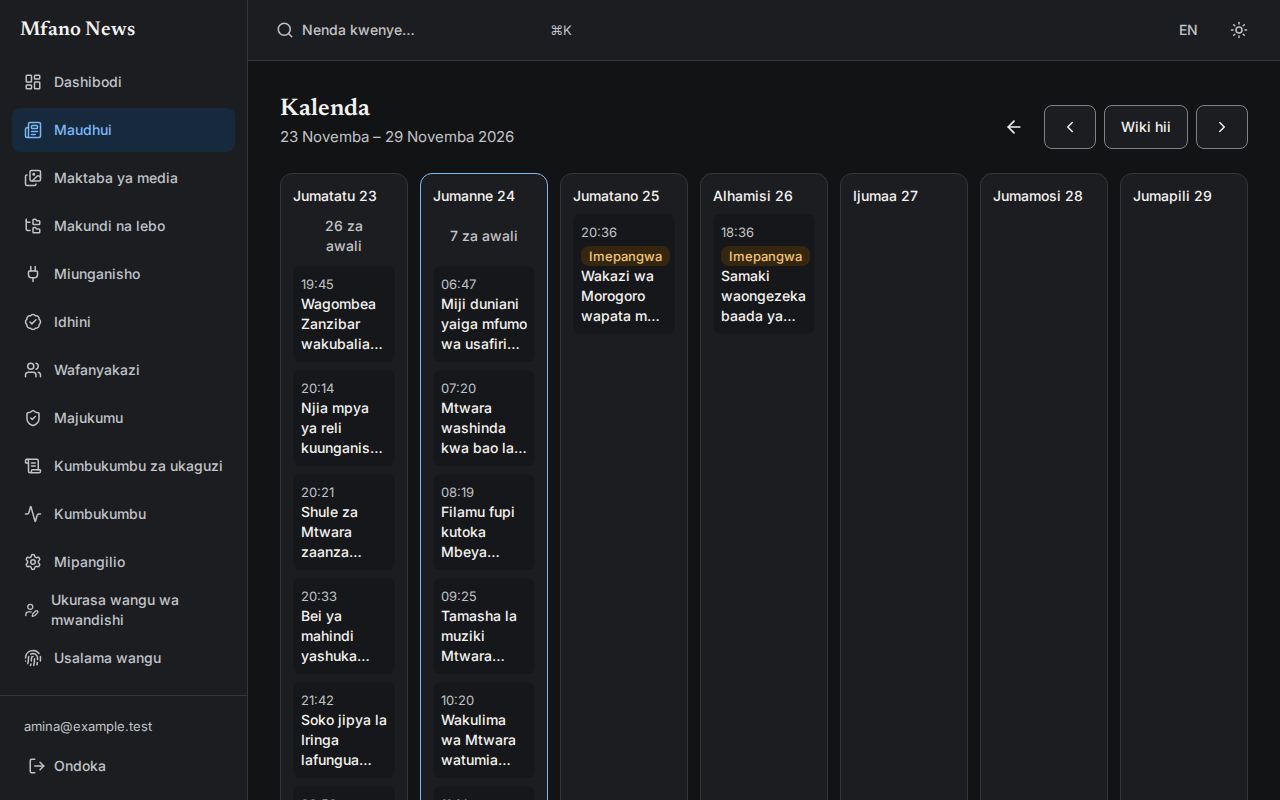 Mfano News
Dashibodi
Maudhui
Maktaba ya media
Makundi na lebo
Miunganisho
Idhini
Wafanyakazi
Majukumu
Kumbukumbu za ukaguzi
Kumbukumbu
Mipangilio
Ukurasa wangu wa
mwandishi
Usalama wangu
amina@example.test
Ondoka
Nenda kwenye...
⌘K
EN
Kalenda
23 Novemba – 29 Novemba 2026
Wiki hii
Jumatatu 23
26 za
awali
19:45
Wagombea
Zanzibar
wakubalia...
20:14
Njia mpya
ya reli
kuunganis...
20:21
Shule za
Mtwara
zaanza...
20:33
Bei ya
mahindi
yashuka...
21:42
Soko jipya la
Iringa
lafungua...
Jumanne 24
7 za awali
06:47
Miji duniani
yaiga mfumo
wa usafiri...
07:20
Mtwara
washinda
kwa bao la...
08:19
Filamu fupi
kutoka
Mbeya...
09:25
Tamasha la
muziki
Mtwara...
10:20
Wakulima
wa Mtwara
watumia...
Jumatano 25
20:36
Imepangwa
Wakazi wa
Morogoro
wapata m...
Alhamisi 26
18:36
Imepangwa
Samaki
waongezeka
baada ya...
Ijumaa 27
Jumamosi 28
Jumapili 29